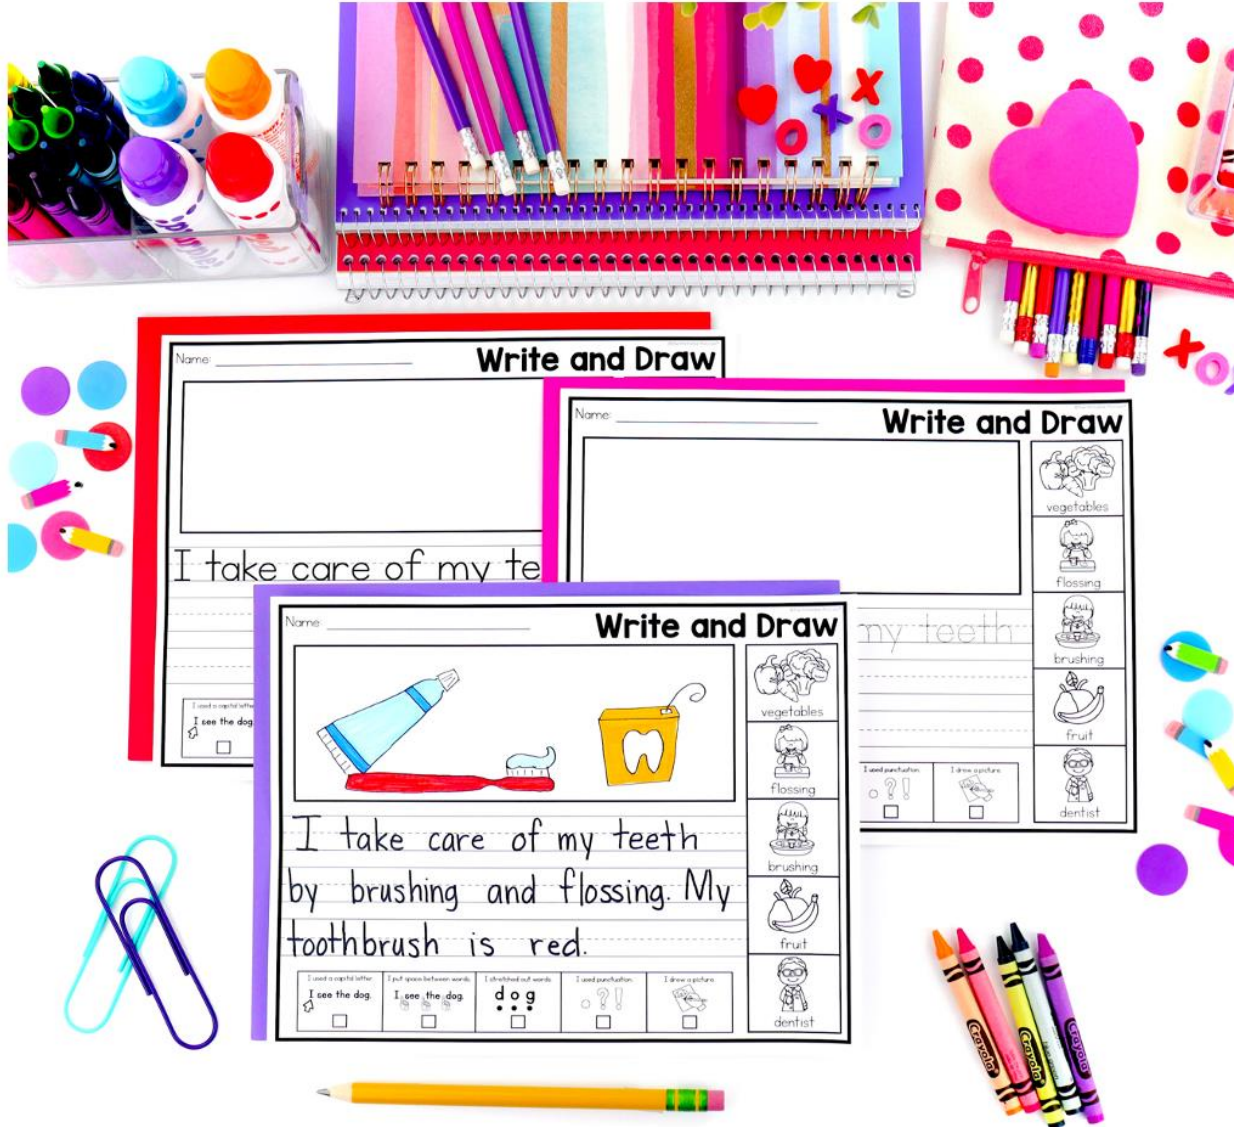 Name:
Write and Draw
I take care of my te
I used a capital letter.
I see the dog.
Name:
Write and Draw
my teeth
vegetables
flossing
brushing
fruit
dentist
I used punctuation.
. ? !
I drew a picture.
Name:
Write and Draw
I take care of my teeth
by brushing and flossing. My
toothbrush is red.
vegetables
flossing
brushing
fruit
dentist
I used a capital letter.
I see the dog.
I put space between words.
I see the dog.
I stretched out words.
dog
I used punctuation.
. ? !
I drew a picture.
Crayola
Crayola
Crayola